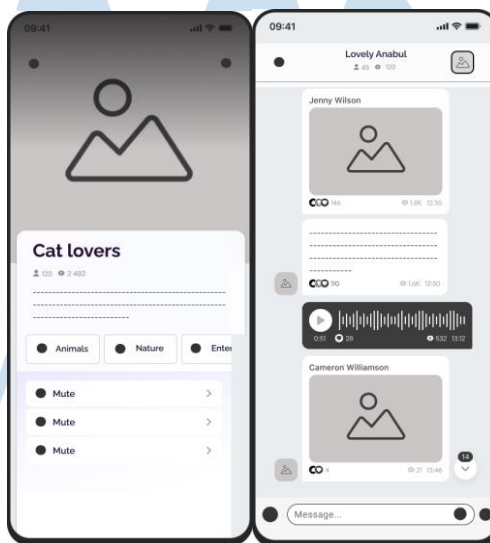 09:41
Cat lovers
120 2 482
Animals Nature Enter
Mute
Mute
Mute
09:41
Lovely Anabul
45 120
Jenny Wilson
146 1.8K 12:35
310 1.6K 12:50
0:51 28 532 13:12
Cameron Williamson
4 21 13:46
14
Message...